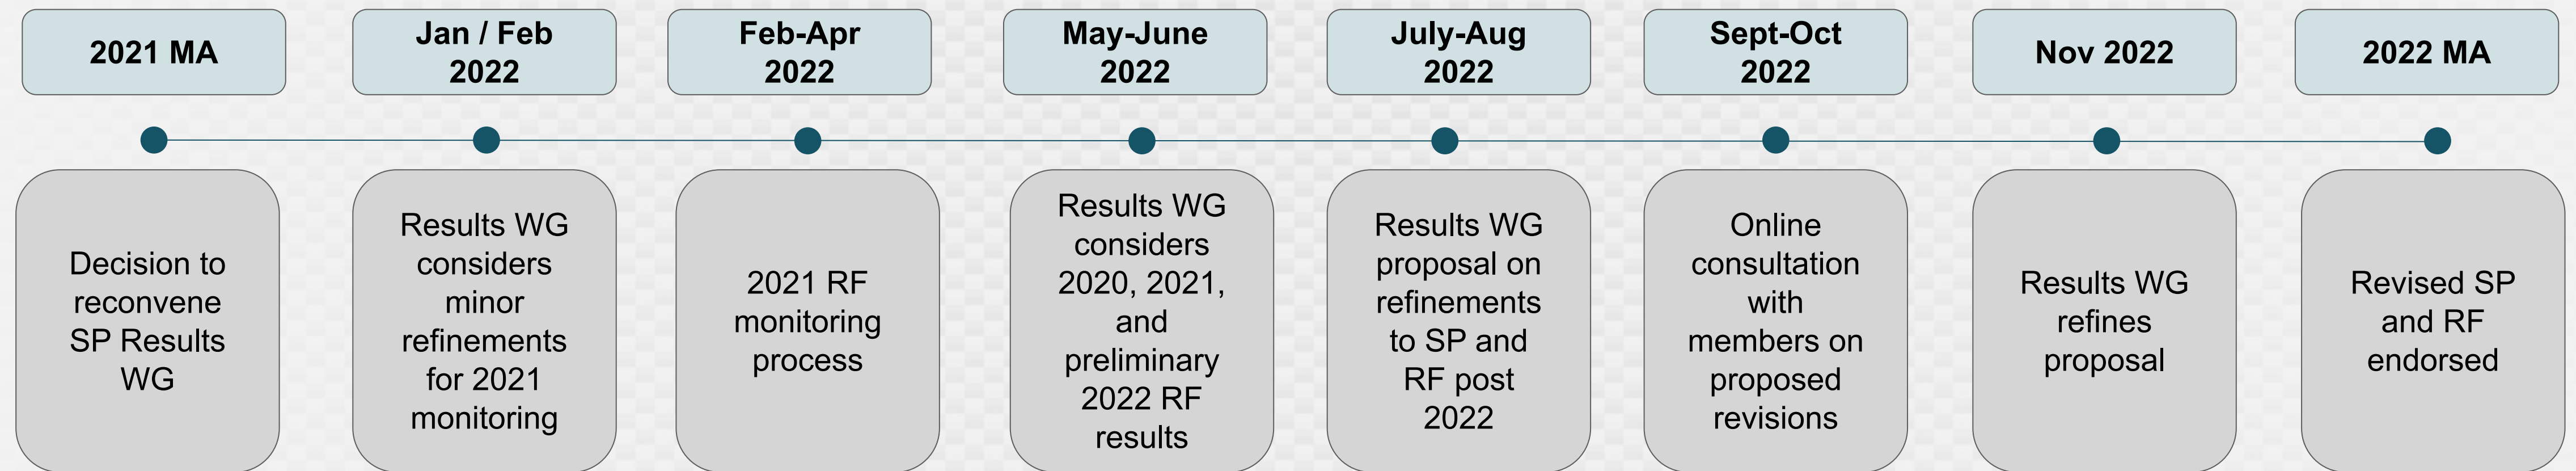 2021 MA
Jan / Feb
2022
Feb-Apr
2022
May-June
2022
July-Aug
2022
Sept-Oct
2022
Nov 2022
2022 MA
Decision to
reconvene
SP Results
WG
Results WG
considers
minor
refinements
for 2021
monitoring
2021 RF
monitoring
process
Results WG
considers
2020, 2021,
and
preliminary
2022 RF
results
Results WG
proposal on
refinements
to SP and
RF post
2022
Online
consultation
with
members on
proposed
revisions
Results WG
refines
proposal
Revised SP
and RF
endorsed